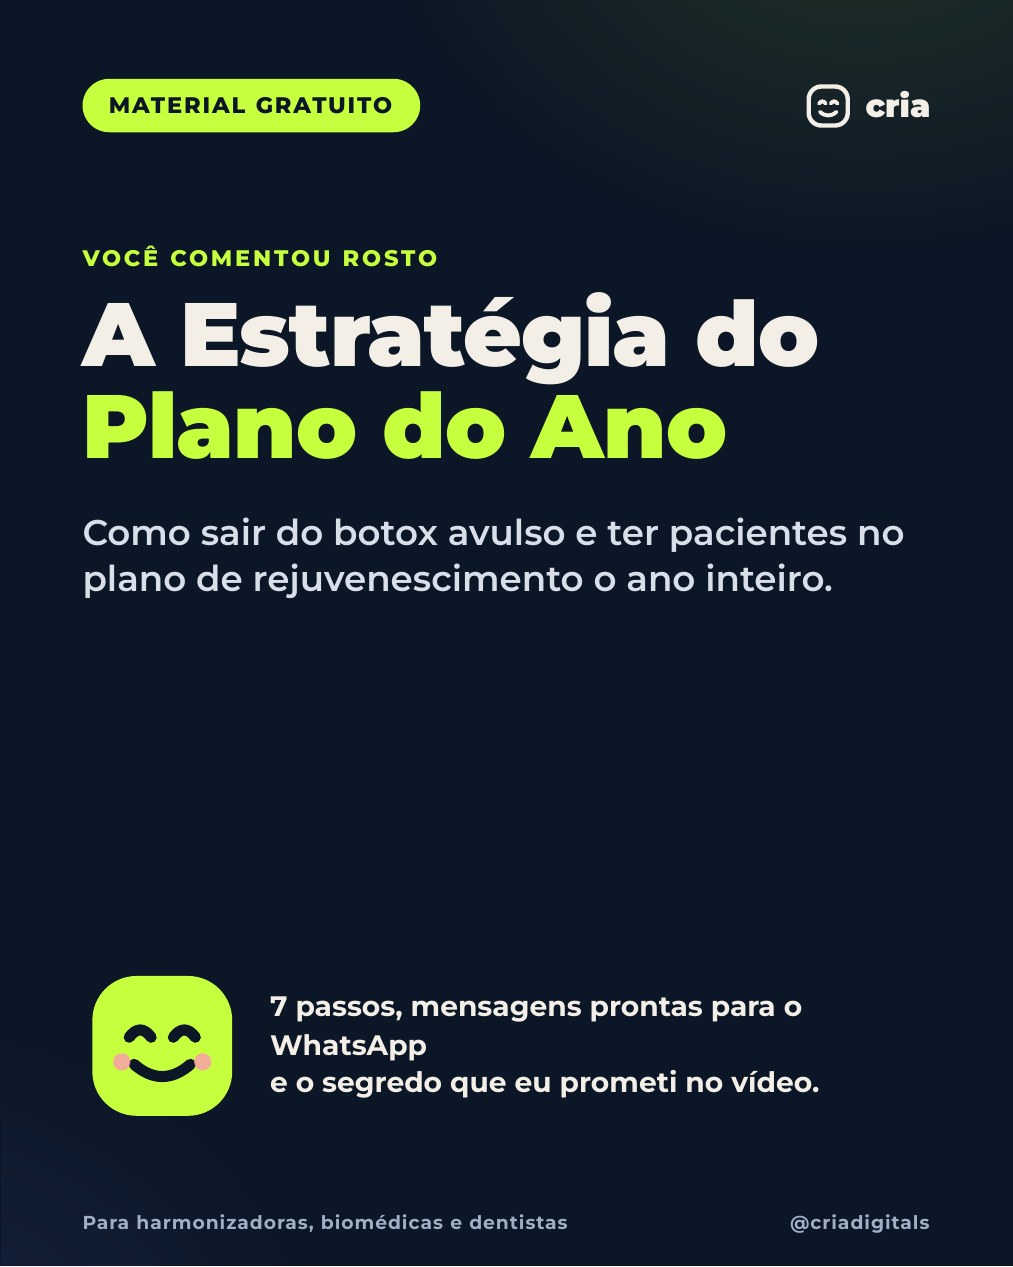 MATERIAL GRATUITO
cria
VOCÊ COMENTOU ROSTO
A Estratégia do
Plano do Ano
Como sair do botox avulso e ter pacientes no
plano de rejuvenescimento o ano inteiro.
7 passos, mensagens prontas para o
WhatsApp
e o segredo que eu prometi no vídeo.
Para harmonizadoras, biomédicas e dentistas
@criadigitals